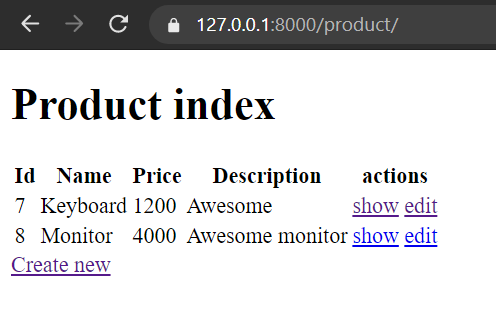 127.0.0.1:8000/product/
Product index
Id Name Price Description actions
7 Keyboard 1200 Awesome show edit
8 Monitor 4000 Awesome monitor show edit
Create new